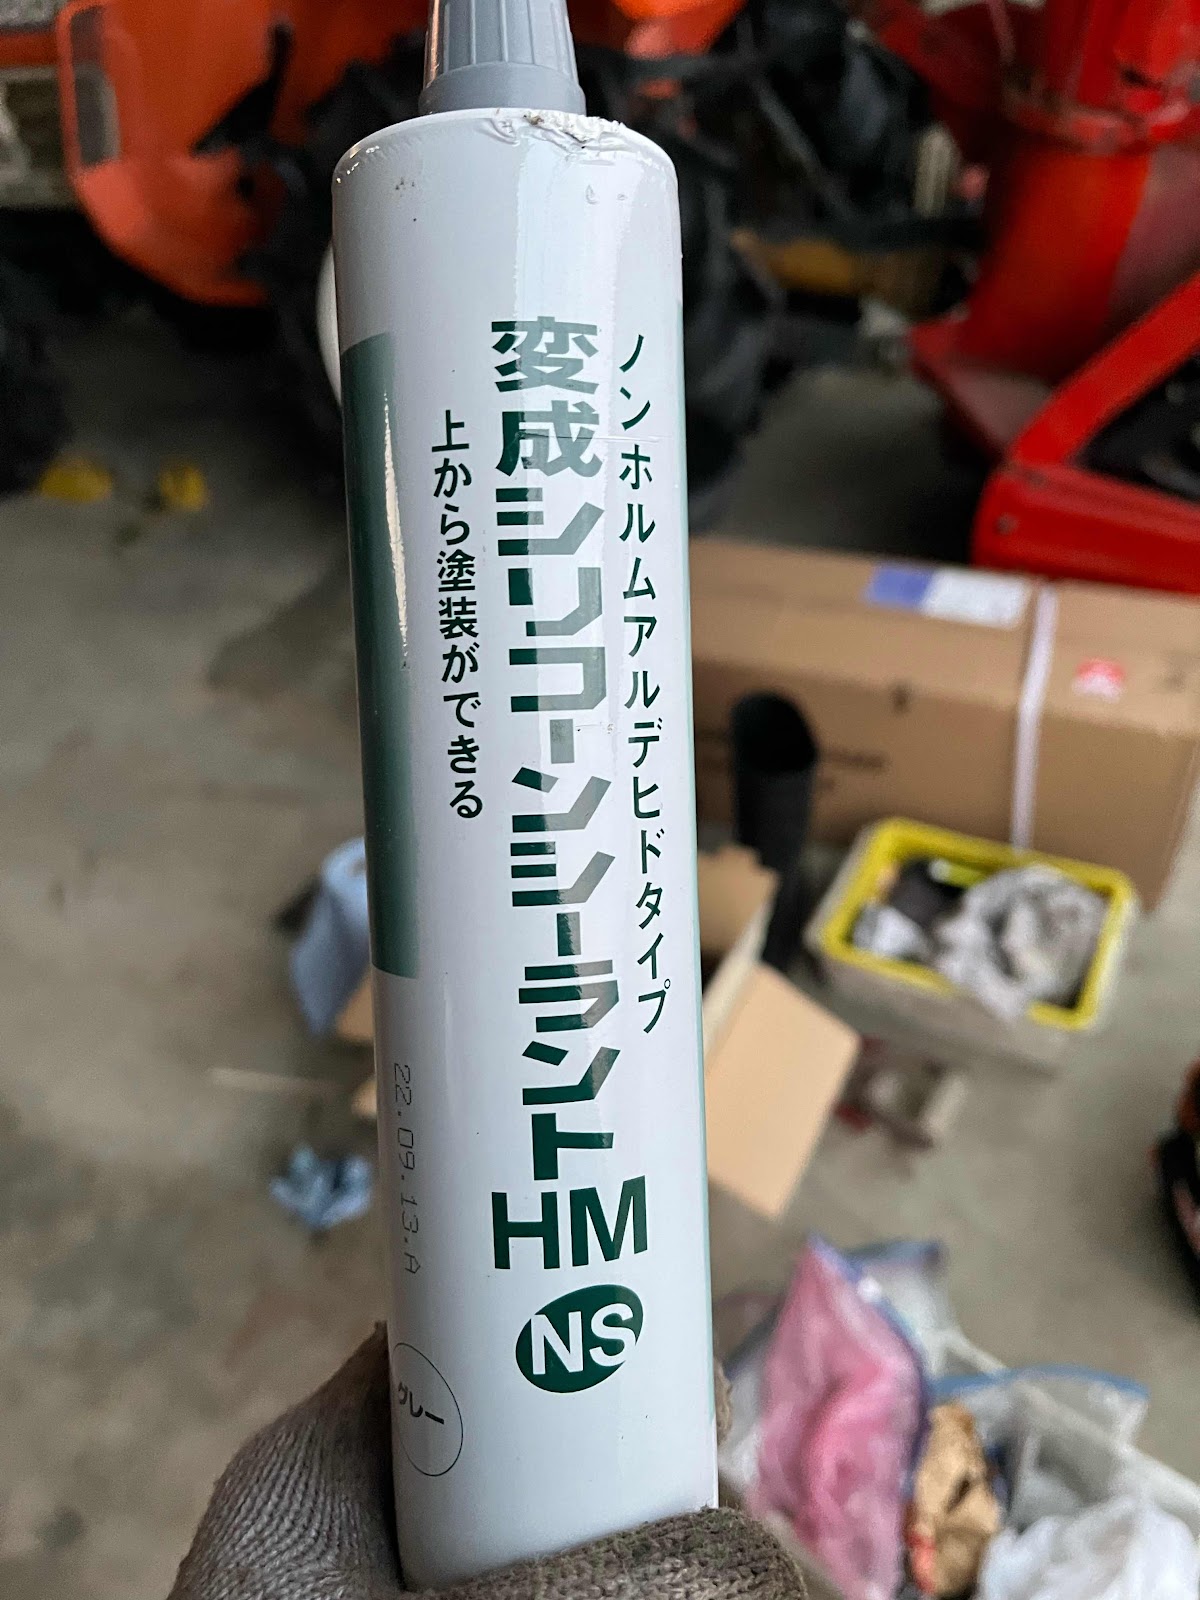 ノンホルムアルデヒドタイプ
変成シリコーンシーラント
HM
NS
上から塗装ができる
22.09.13.A
グレー